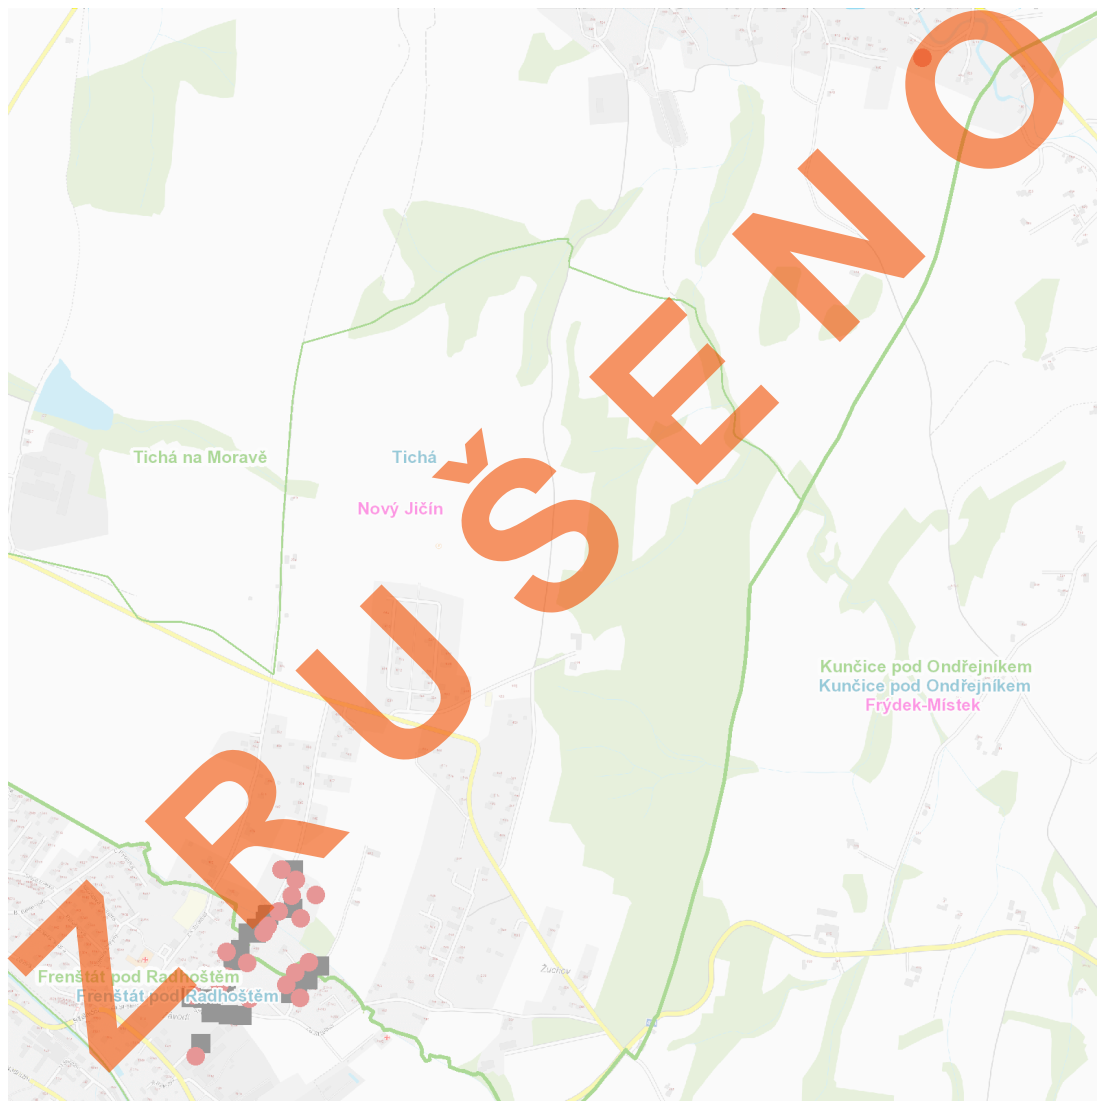 ZRUŠENO
Tichá na Moravě
Tichá
Nový Jičín
Kunčice pod Ondřejníkem
Kunčice pod Ondřejníkem
Frýdek-Místek
Žuchov
Frenštát pod Radhoštěm
Frenštát pod Radhoštěm